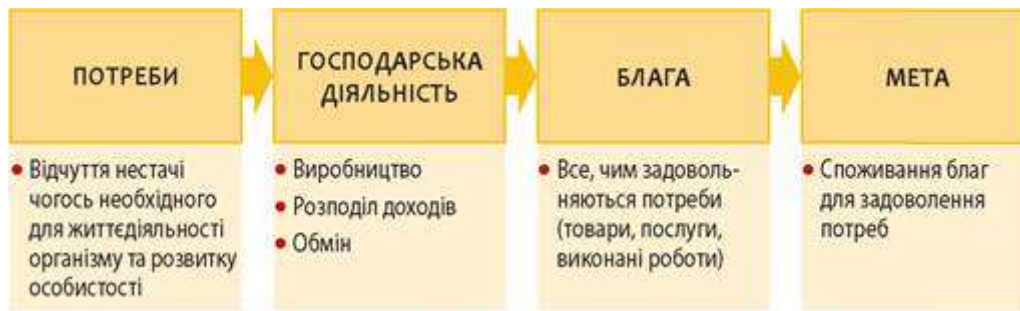 ПОТРЕБИ
ГОСПОДАРСЬКА
ДІЯЛЬНІСТЬ
БЛАГА
МЕТА
• Відчуття нестачі
чогось необхідного
для життєдіяльності
організму та розвитку
особистості
• Виробництво
• Розподіл доходів
• Обмін
• Все, чим задоволь-
няються потреби
(товари, послуги,
виконані роботи)
• Споживання благ
для задоволення
потреб